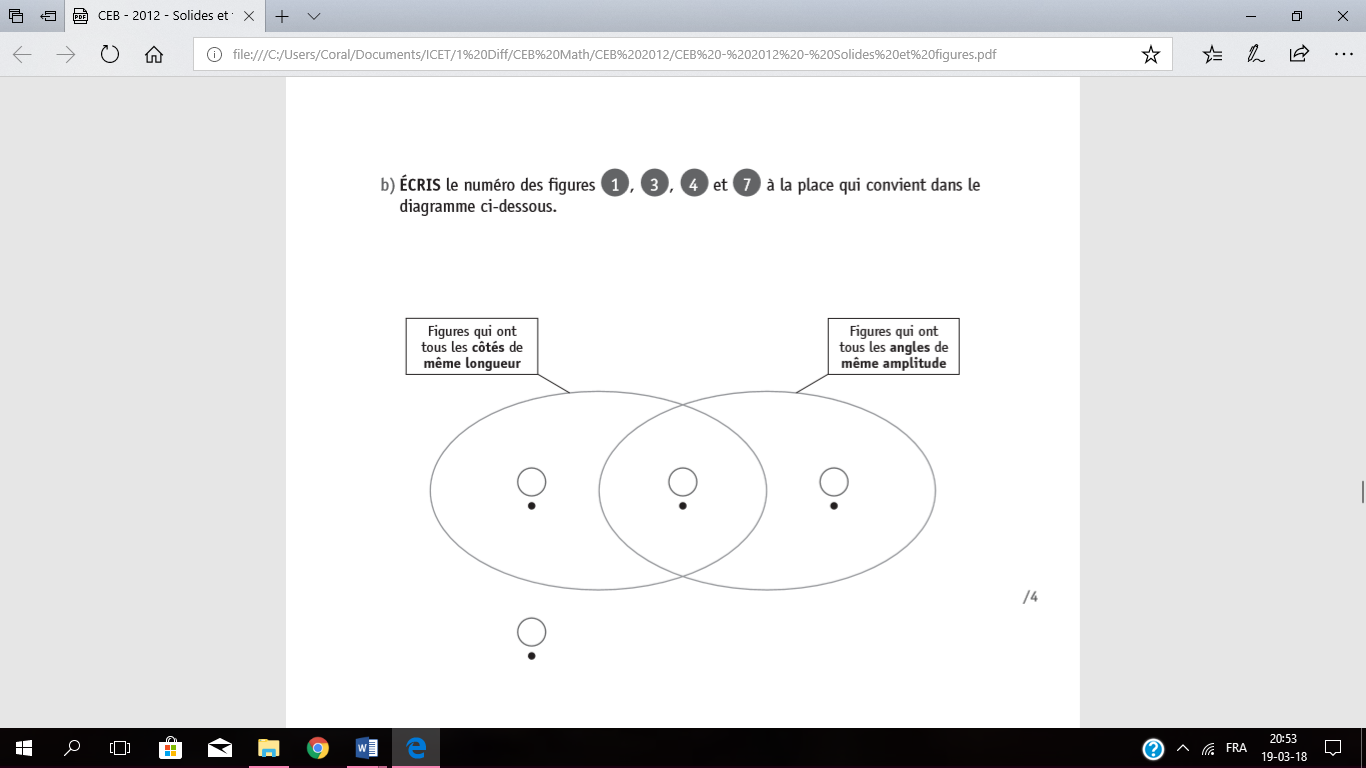 CEB - 2012 - Solides et
file:///C:/Users/Coral/Documents/ICET/1%20Diff/CEB%20Math/CEB%202012/CEB%20-%202012%20-%20Solides%20et%20figures.pdf
b) ÉCRIS le numéro des figures 1, 3, 4 et 7 à la place qui convient dans le
diagramme ci-dessous.
Figures qui ont
tous les côtés de
même longueur
Figures qui ont
tous les angles de
même amplitude
/4
FRA
20:53
19-03-18